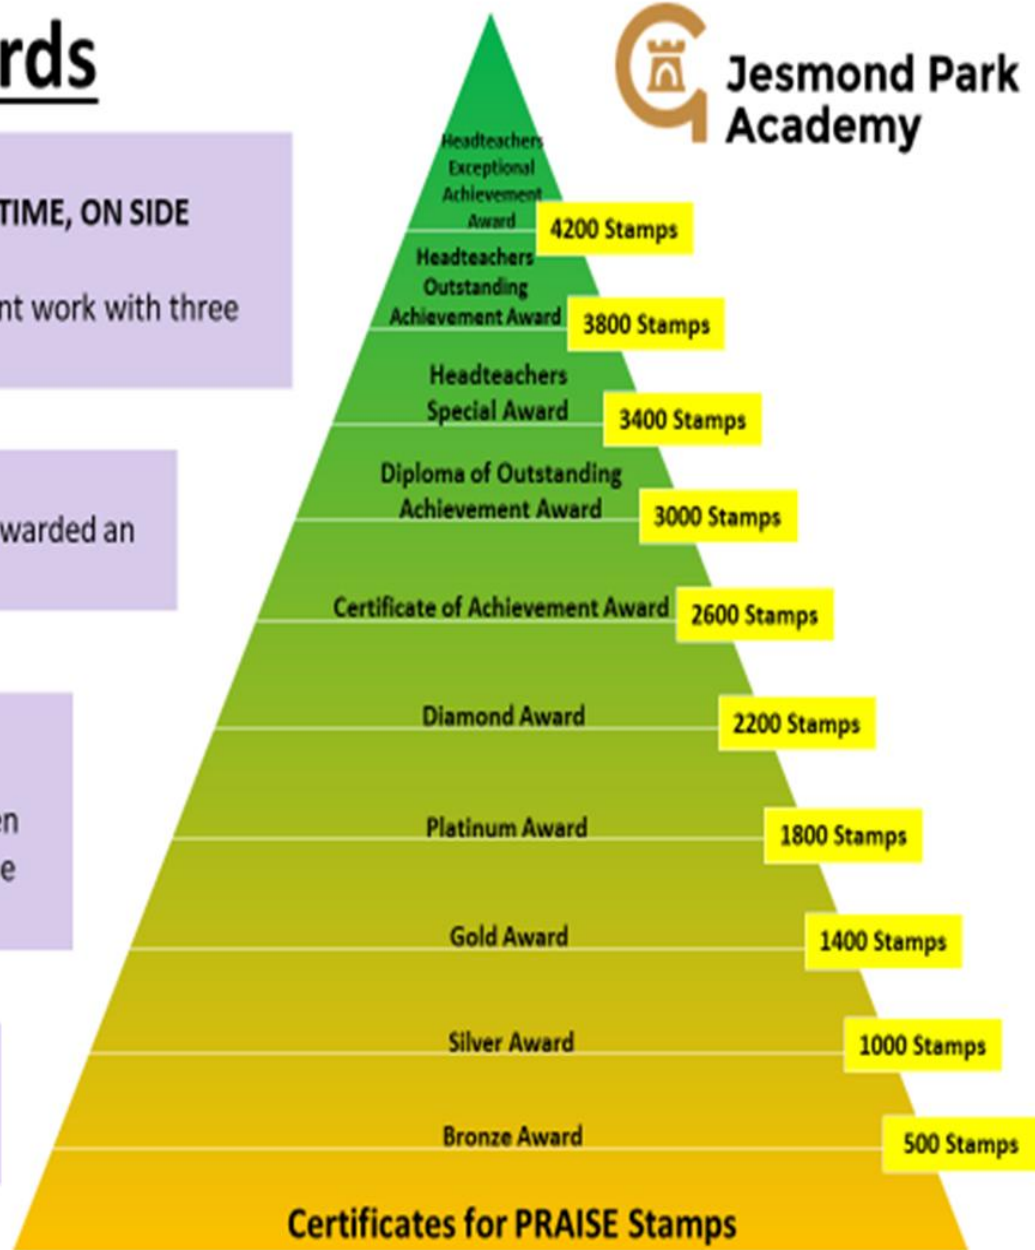 rds
TIME, ON SIDE
nt work with three
warded an
en
e
Jesmond Park
Academy
Headteachers
Exceptional
Achievement
Award
4200 Stamps
Headteachers
Outstanding
Achievement Award
3800 Stamps
Headteachers
Special Award
3400 Stamps
Diploma of Outstanding
Achievement Award
3000 Stamps
Certificate of Achievement Award
2600 Stamps
Diamond Award
2200 Stamps
Platinum Award
1800 Stamps
Gold Award
1400 Stamps
Silver Award
1000 Stamps
Bronze Award
500 Stamps
Certificates for PRAISE Stamps